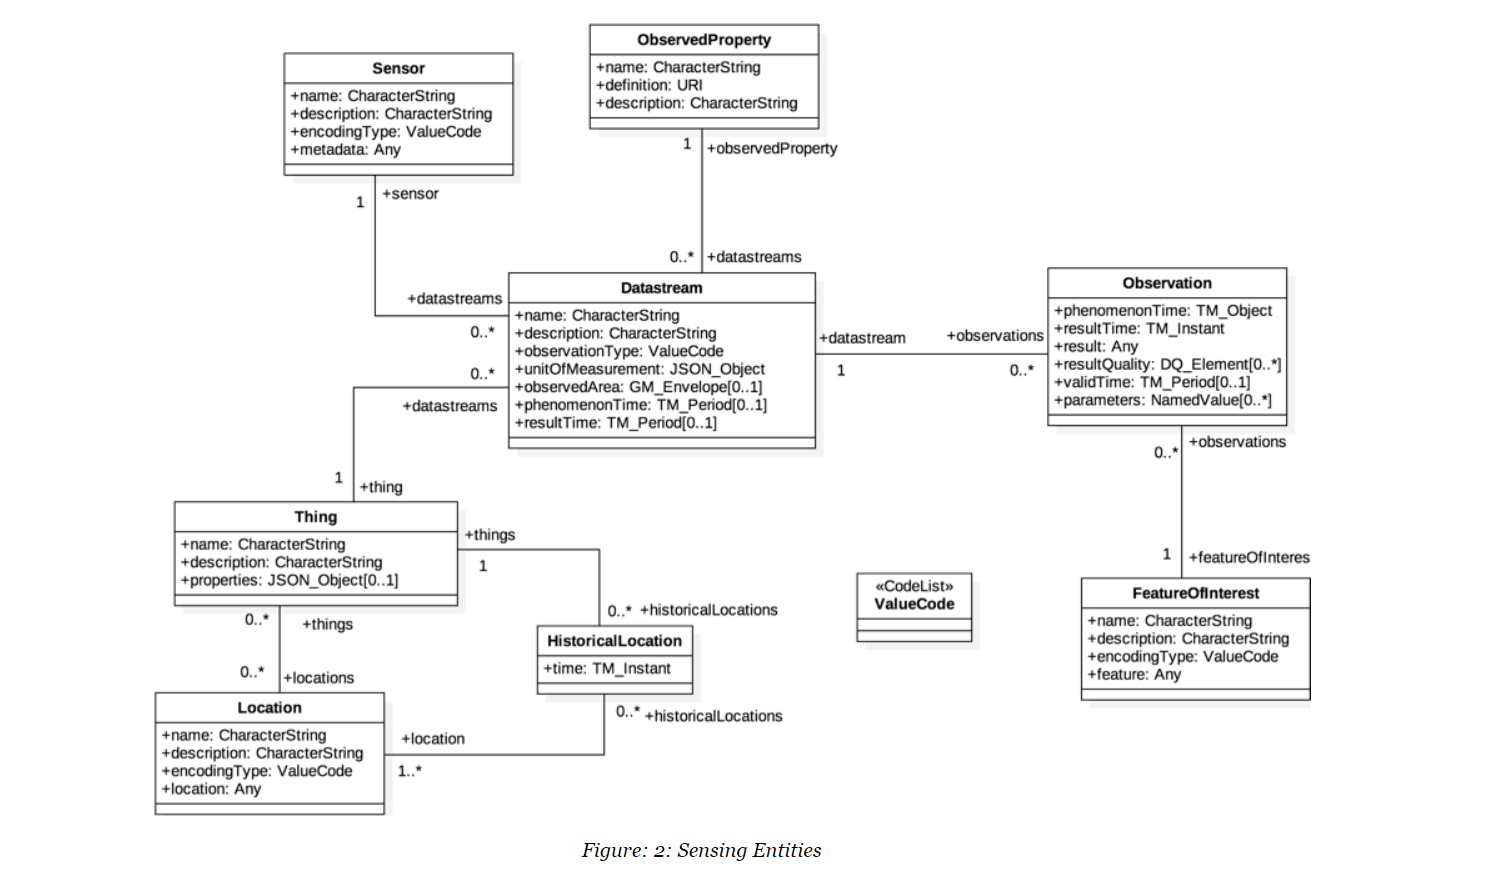 ObservedProperty
+name: CharacterString
+definition: URI
+description: CharacterString
Sensor
+name: CharacterString
+description: CharacterString
+encodingType: ValueCode
+metadata: Any
1
+observedProperty
1
+sensor
0..*
+datastreams
Datastream
+name: CharacterString
+description: CharacterString
+observationType: ValueCode
+unitOfMeasurement: JSON_Object
+observedArea: GM_Envelope[0..1]
+phenomenonTime: TM_Period[0..1]
+resultTime: TM_Period[0..1]
+datastreams
0..*
0..*
+datastreams
+datastream
1
+observations
0..*
Observation
+phenomenonTime: TM_Object
+resultTime: TM_Instant
+result: Any
+resultQuality: DQ_Element[0..*]
+validTime: TM_Period[0..1]
+parameters: NamedValue[0..*]
+observations
0..*
1
+thing
Thing
+name: CharacterString
+description: CharacterString
+properties: JSON_Object[0..1]
+things
1
0..*
+things
0..* +historicalLocations
HistoricalLocation
+time: TM_Instant
0..* +historicalLocations
0..*
+locations
Location
+name: CharacterString
+description: CharacterString
+encodingType: ValueCode
+location: Any
+location
1..*
«CodeList»
ValueCode
1
+featureOfInteres
FeatureOfInterest
+name: CharacterString
+description: CharacterString
+encodingType: ValueCode
+feature: Any
Figure: 2: Sensing Entities